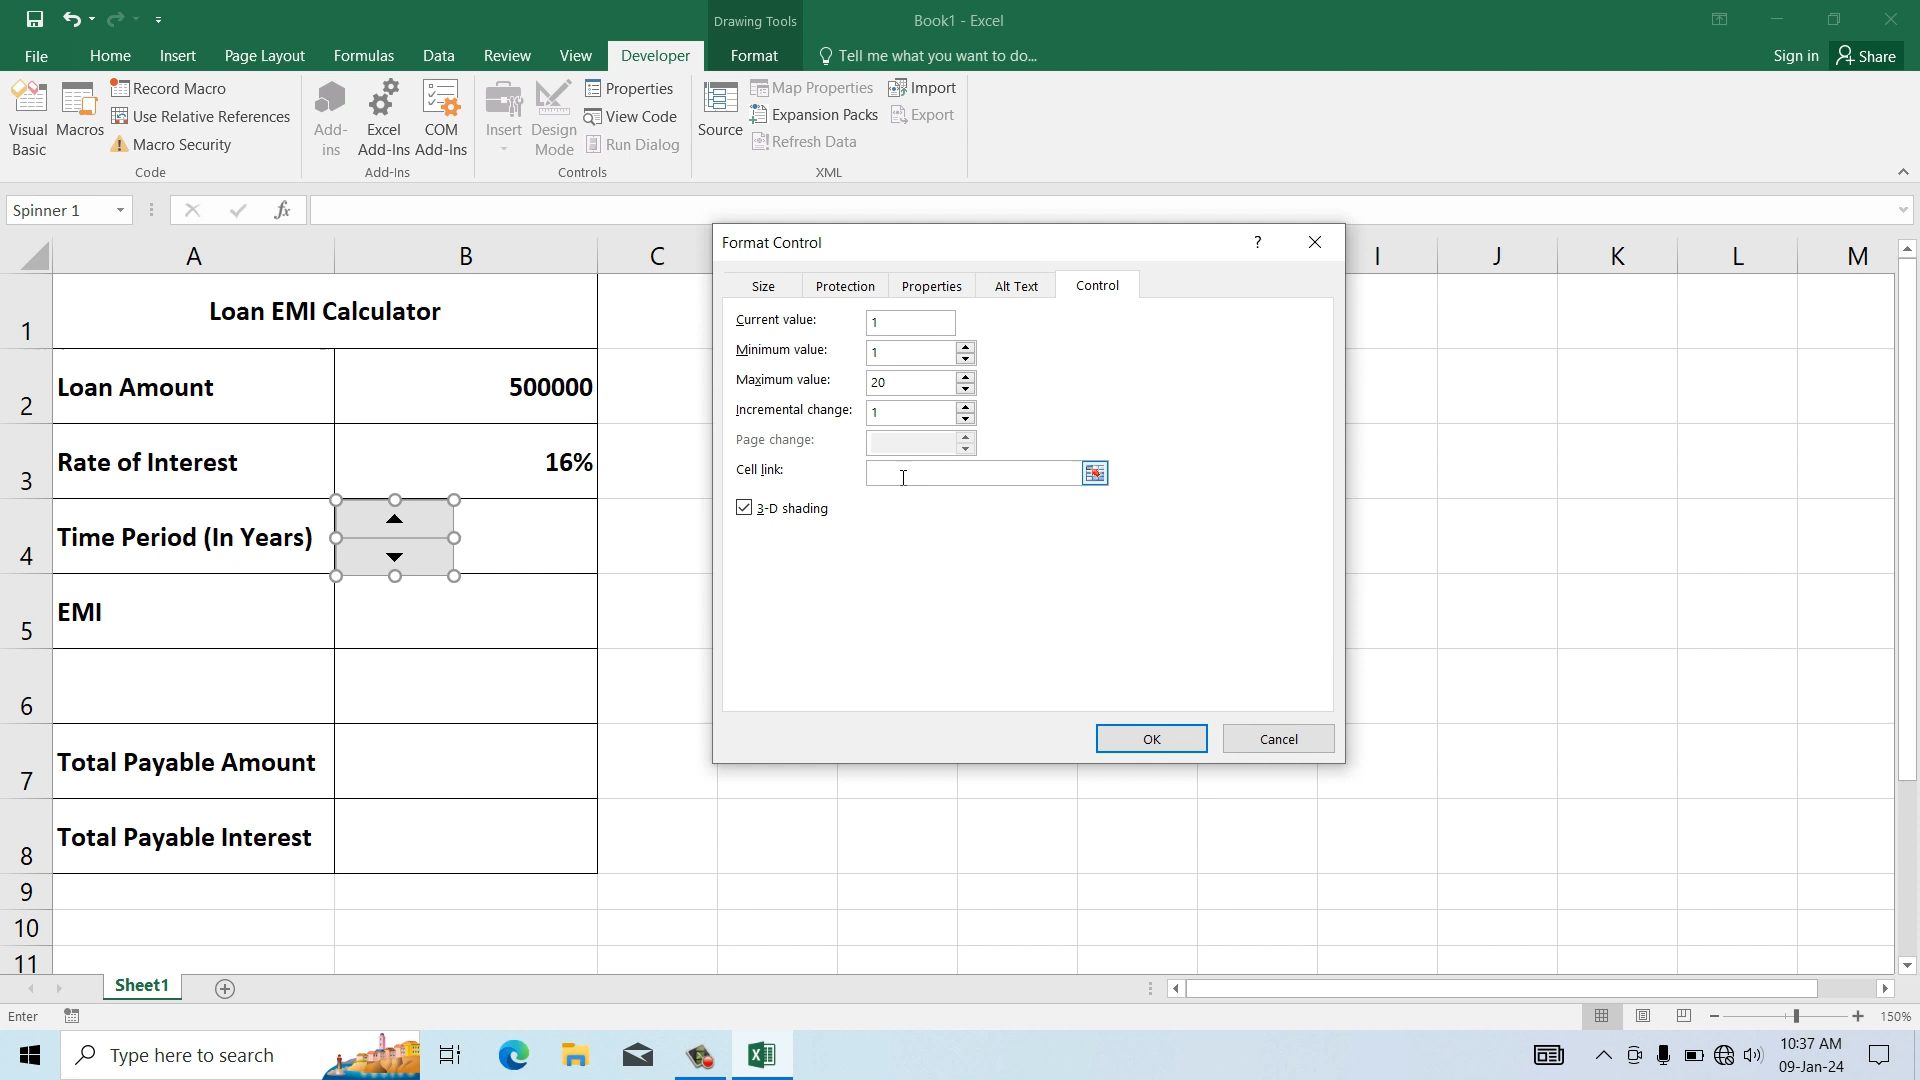 Drawing Tools
Book1 - Excel
File Home Insert Page Layout Formulas Data Review View Developer Format Tell me what you want to do... Sign in Share
Visual Basic
Macros
Record Macro
Use Relative References
Macro Security
Code
Add-ins
Excel Add-Ins
COM Add-Ins
Add-Ins
Insert
Design Mode
Properties
View Code
Run Dialog
Controls
Source
Map Properties
Expansion Packs
Refresh Data
Import
Export
XML
Spinner 1
fx
A B C I J K L M
1 Loan EMI Calculator
2 Loan Amount 500000
3 Rate of Interest 16%
4 Time Period (In Years)
5 EMI
6
7 Total Payable Amount
8 Total Payable Interest
9
10
11
Format Control ?
Size Protection Properties Alt Text Control
Current value: 1
Minimum value: 1
Maximum value: 20
Incremental change: 1
Page change:
Cell link:
3-D shading
OK Cancel
Sheet1
Enter
150%
Type here to search
10:37 AM
09-Jan-24